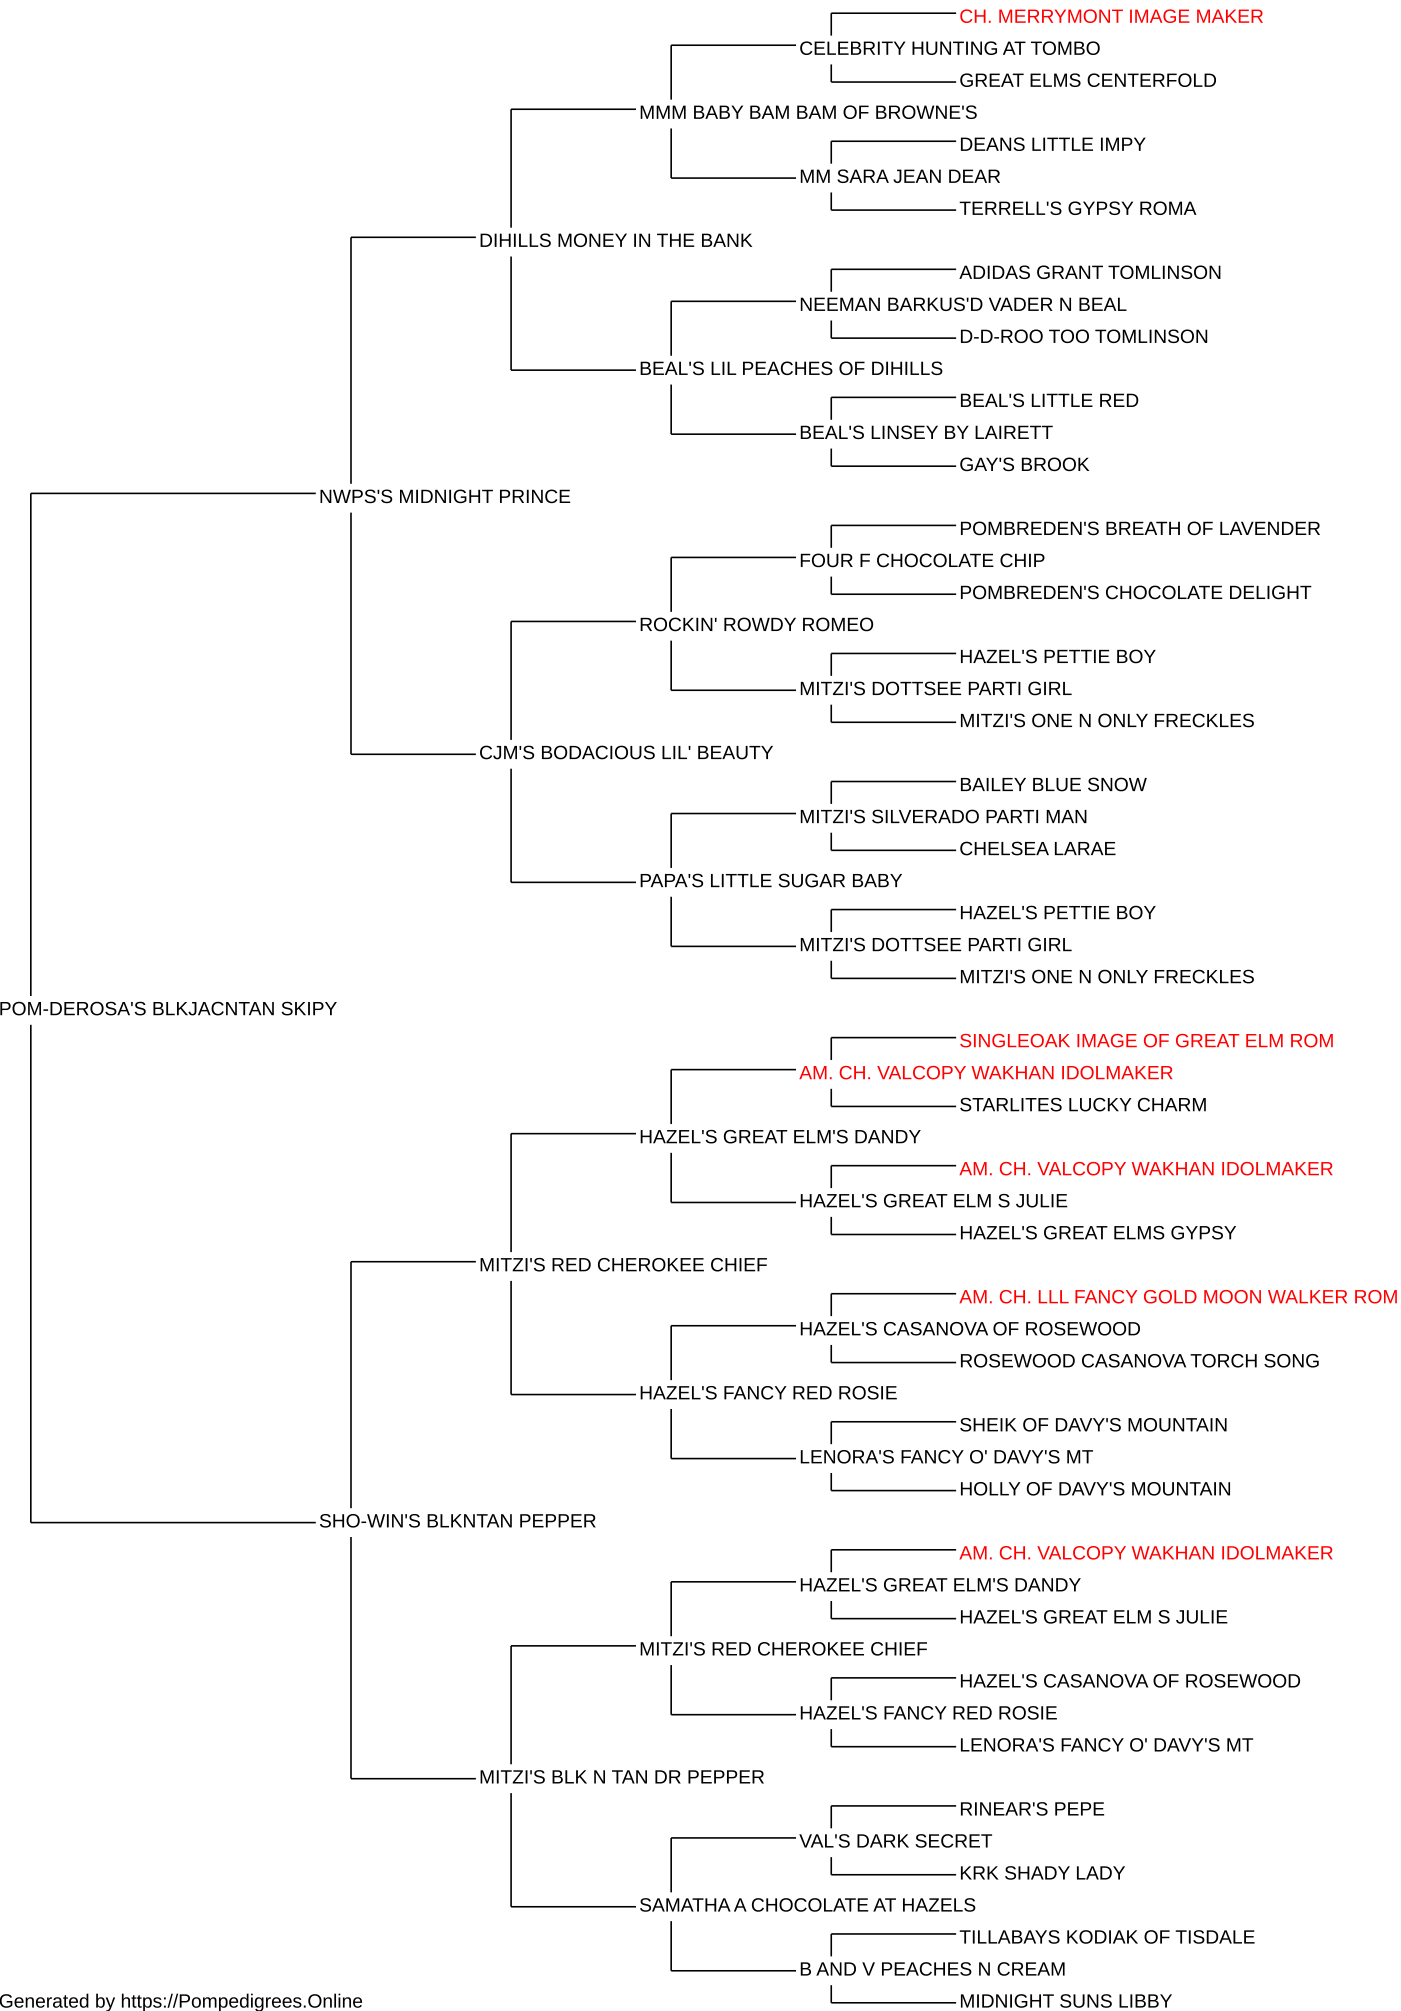 CH. MERRYMONT IMAGE MAKER
CELEBRITY HUNTING AT TOMBO
GREAT ELMS CENTERFOLD
MMM BABY BAM BAM OF BROWNE'S
DEANS LITTLE IMPY
MM SARA JEAN DEAR
TERRELL'S GYPSY ROMA
DIHILLS MONEY IN THE BANK
ADIDAS GRANT TOMLINSON
NEEMAN BARKUS'D VADER N BEAL
D-D-ROO TOO TOMLINSON
BEAL'S LIL PEACHES OF DIHILLS
BEAL'S LITTLE RED
BEAL'S LINSEY BY LAIRETT
GAY'S BROOK
NWPS'S MIDNIGHT PRINCE
POMBREDEN'S BREATH OF LAVENDER
FOUR F CHOCOLATE CHIP
POMBREDEN'S CHOCOLATE DELIGHT
ROCKIN' ROWDY ROMEO
HAZEL'S PETTIE BOY
MITZI'S DOTTSEE PARTI GIRL
MITZI'S ONE N ONLY FRECKLES
CJM'S BODACIOUS LIL' BEAUTY
BAILEY BLUE SNOW
MITZI'S SILVERADO PARTI MAN
CHELSEA LARAE
PAPA'S LITTLE SUGAR BABY
HAZEL'S PETTIE BOY
MITZI'S DOTTSEE PARTI GIRL
MITZI'S ONE N ONLY FRECKLES
POM-DEROSA'S BLKJACNTAN SKIPY
SINGLEOAK IMAGE OF GREAT ELM ROM
AM. CH. VALCOPY WAKHAN IDOLMAKER
STARLITES LUCKY CHARM
HAZEL'S GREAT ELM'S DANDY
AM. CH. VALCOPY WAKHAN IDOLMAKER
HAZEL'S GREAT ELM S JULIE
HAZEL'S GREAT ELMS GYPSY
MITZI'S RED CHEROKEE CHIEF
AM. CH. LLL FANCY GOLD MOON WALKER ROM
HAZEL'S CASANOVA OF ROSEWOOD
ROSEWOOD CASANOVA TORCH SONG
HAZEL'S FANCY RED ROSIE
SHEIK OF DAVY'S MOUNTAIN
LENORA'S FANCY O' DAVY'S MT
HOLLY OF DAVY'S MOUNTAIN
SHO-WIN'S BLKNTAN PEPPER
AM. CH. VALCOPY WAKHAN IDOLMAKER
HAZEL'S GREAT ELM'S DANDY
HAZEL'S GREAT ELM S JULIE
MITZI'S RED CHEROKEE CHIEF
HAZEL'S CASANOVA OF ROSEWOOD
HAZEL'S FANCY RED ROSIE
LENORA'S FANCY O' DAVY'S MT
MITZI'S BLK N TAN DR PEPPER
RINEAR'S PEPE
VAL'S DARK SECRET
KRK SHADY LADY
SAMATHA A CHOCOLATE AT HAZELS
TILLABAYS KODIAK OF TISDALE
B AND V PEACHES N CREAM
MIDNIGHT SUNS LIBBY
Generated by https://Pompedigrees.Online